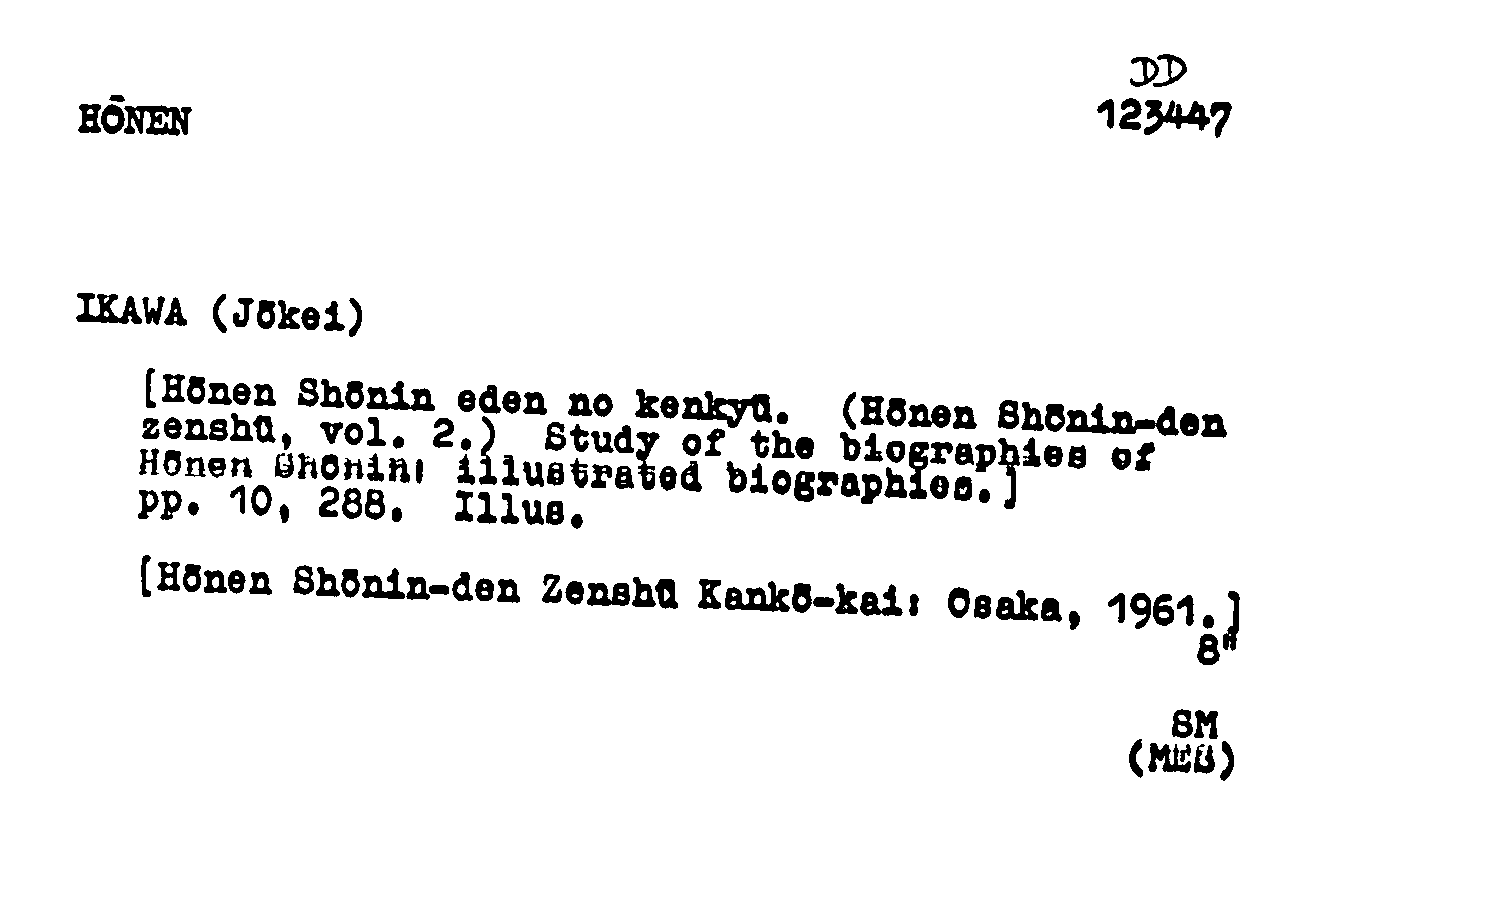 DD
HŌNEN
123447
IKAWA (Jōkei)
[Hōnen Shōnin eden no kenkyū. (Hōnen Shōnin-den
zenshū, vol. 2.) Study of the biographies of
Hōnen Shōnin: illustrated biographies.]
pp. 10, 288. Illus.
[Hōnen Shōnin-den Zenshū Kankō-kai: Osaka, 1961.]
8"
SM
(MEB)